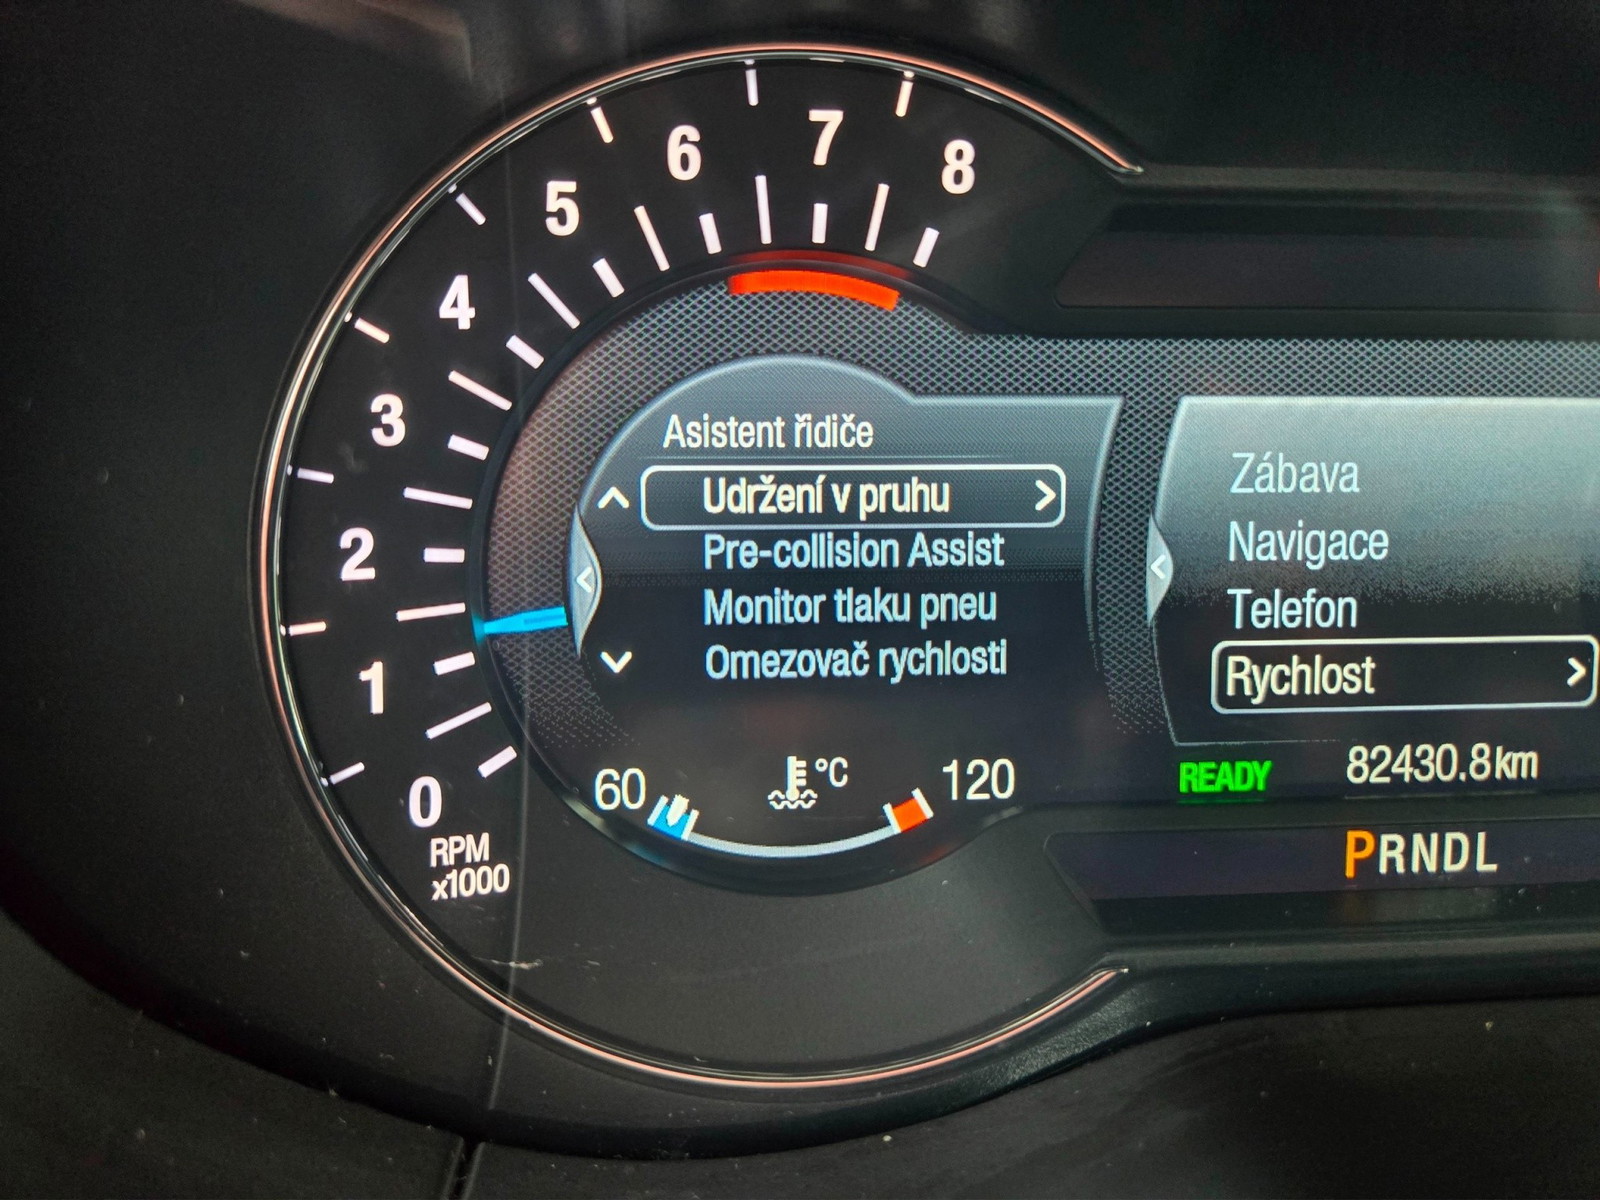 8
7
6
5
4
3
2
1
0
RPM
x1000
Asistent řidiče
Udržení v pruhu
Pre-collision Assist
Monitor tlaku pneu
Omezovač rychlosti
60
°C
120
Zábava
Navigace
Telefon
Rychlost
READY
82430.8km
PRNDL